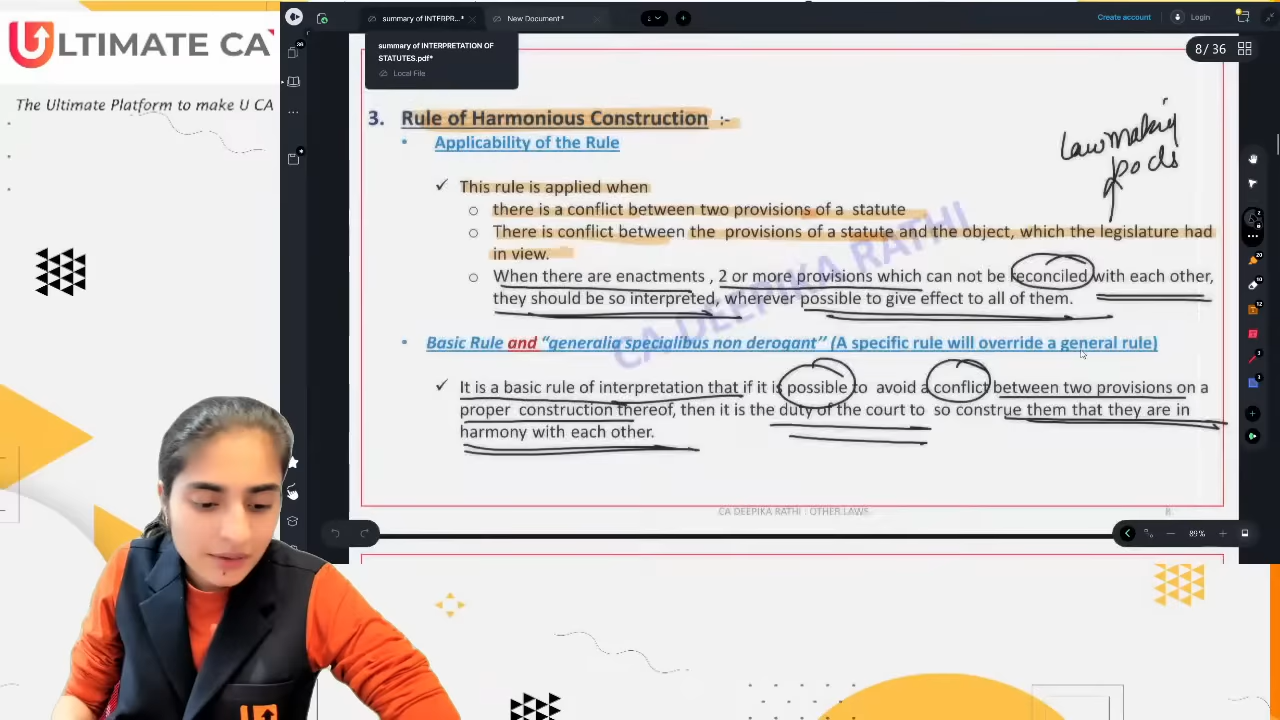 ULTIMATE CA
The Ultimate Platform to make U CA
summary of INTERPR...*
New Document*
Create account
Login
summary of INTERPRETATION OF
STATUTES.pdf*
Local File
8/36
3. Rule of Harmonious Construction :-
• Applicability of the Rule
Lawmaking
pocls
✓ This rule is applied when
o there is a conflict between two provisions of a statute
o There is conflict between the provisions of a statute and the object, which the legislature had
in view.
o When there are enactments , 2 or more provisions which can not be reconciled with each other,
they should be so interpreted, wherever possible to give effect to all of them.
CA DEEPIKA RATHI
• Basic Rule and "generalia specialibus non derogant" (A specific rule will override a general rule)
✓ It is a basic rule of interpretation that if it is possible to avoid a conflict between two provisions on a
proper construction thereof, then it is the duty of the court to so construe them that they are in
harmony with each other.
CA DEEPIKA RATHI : OTHER LAWS
8
89%